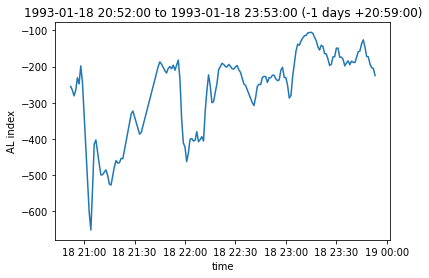 1993-01-18 20:52:00 to 1993-01-18 23:53:00 (-1 days +20:59:00)
−100
−200
−300
−400
−500
−600
AL index
18 21:00 18 21:30 18 22:00 18 22:30 18 23:00 18 23:30 19 00:00
time